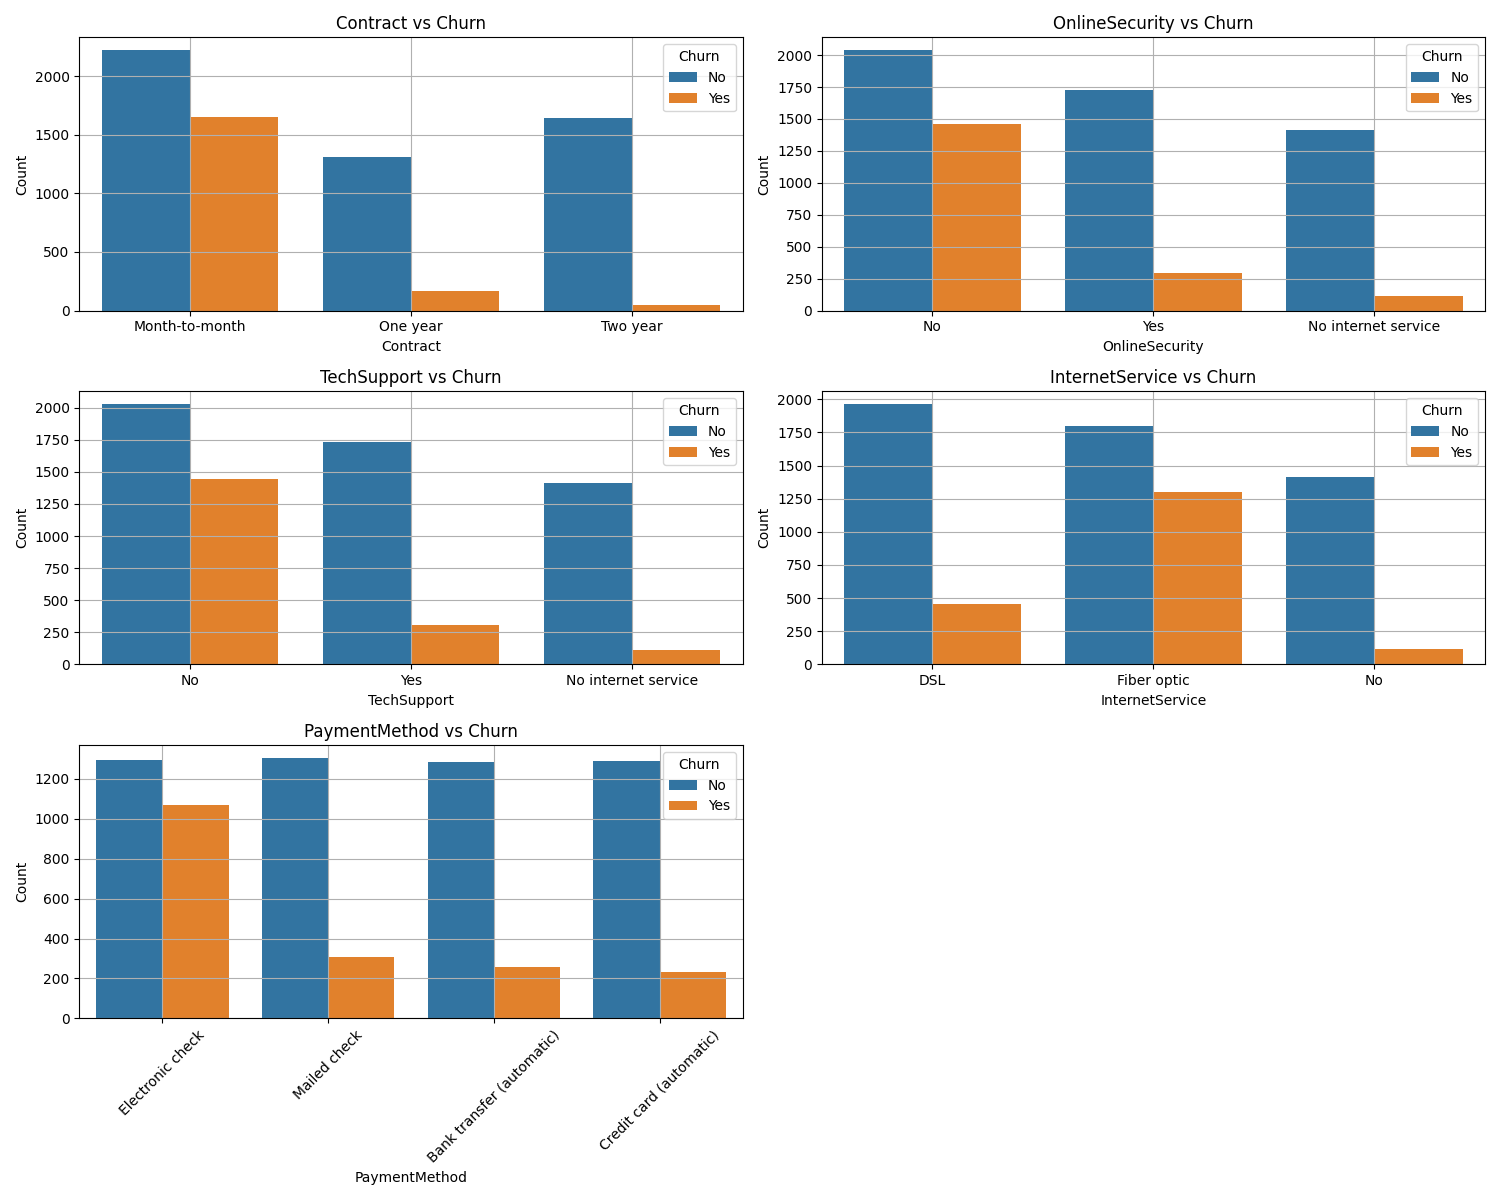 Contract vs Churn
Count
2000
1500
1000
500
0
Churn
No
Yes
Month-to-month
One year
Two year
Contract
OnlineSecurity vs Churn
Count
2000
1750
1500
1250
1000
750
500
250
0
Churn
No
Yes
No
Yes
No internet service
OnlineSecurity
TechSupport vs Churn
Count
2000
1750
1500
1250
1000
750
500
250
0
Churn
No
Yes
No
Yes
No internet service
TechSupport
InternetService vs Churn
Count
2000
1750
1500
1250
1000
750
500
250
0
Churn
No
Yes
DSL
Fiber optic
No
InternetService
PaymentMethod vs Churn
Count
1200
1000
800
600
400
200
0
Churn
No
Yes
Electronic check
Mailed check
Bank transfer (automatic)
Credit card (automatic)
PaymentMethod